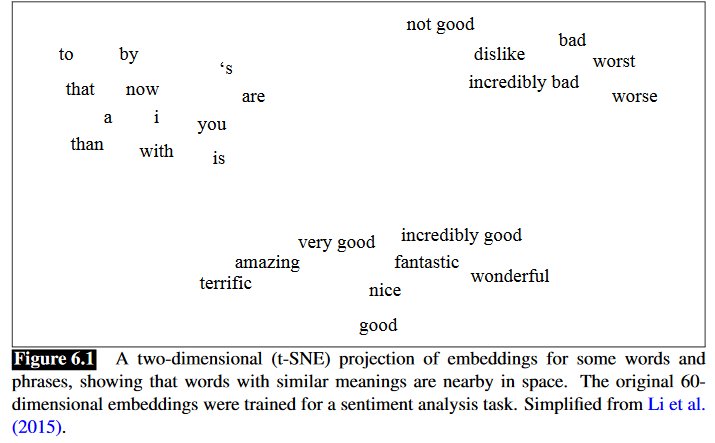 not good
bad
to by dislike worst
's
that now incredibly bad
are worse
a i you
than with is
very good incredibly good
amazing fantastic
terrific nice wonderful
good
Figure 6.1 A two-dimensional (t-SNE) projection of embeddings for some words and
phrases, showing that words with similar meanings are nearby in space. The original 60-
dimensional embeddings were trained for a sentiment analysis task. Simplified from Li et al.
(2015).